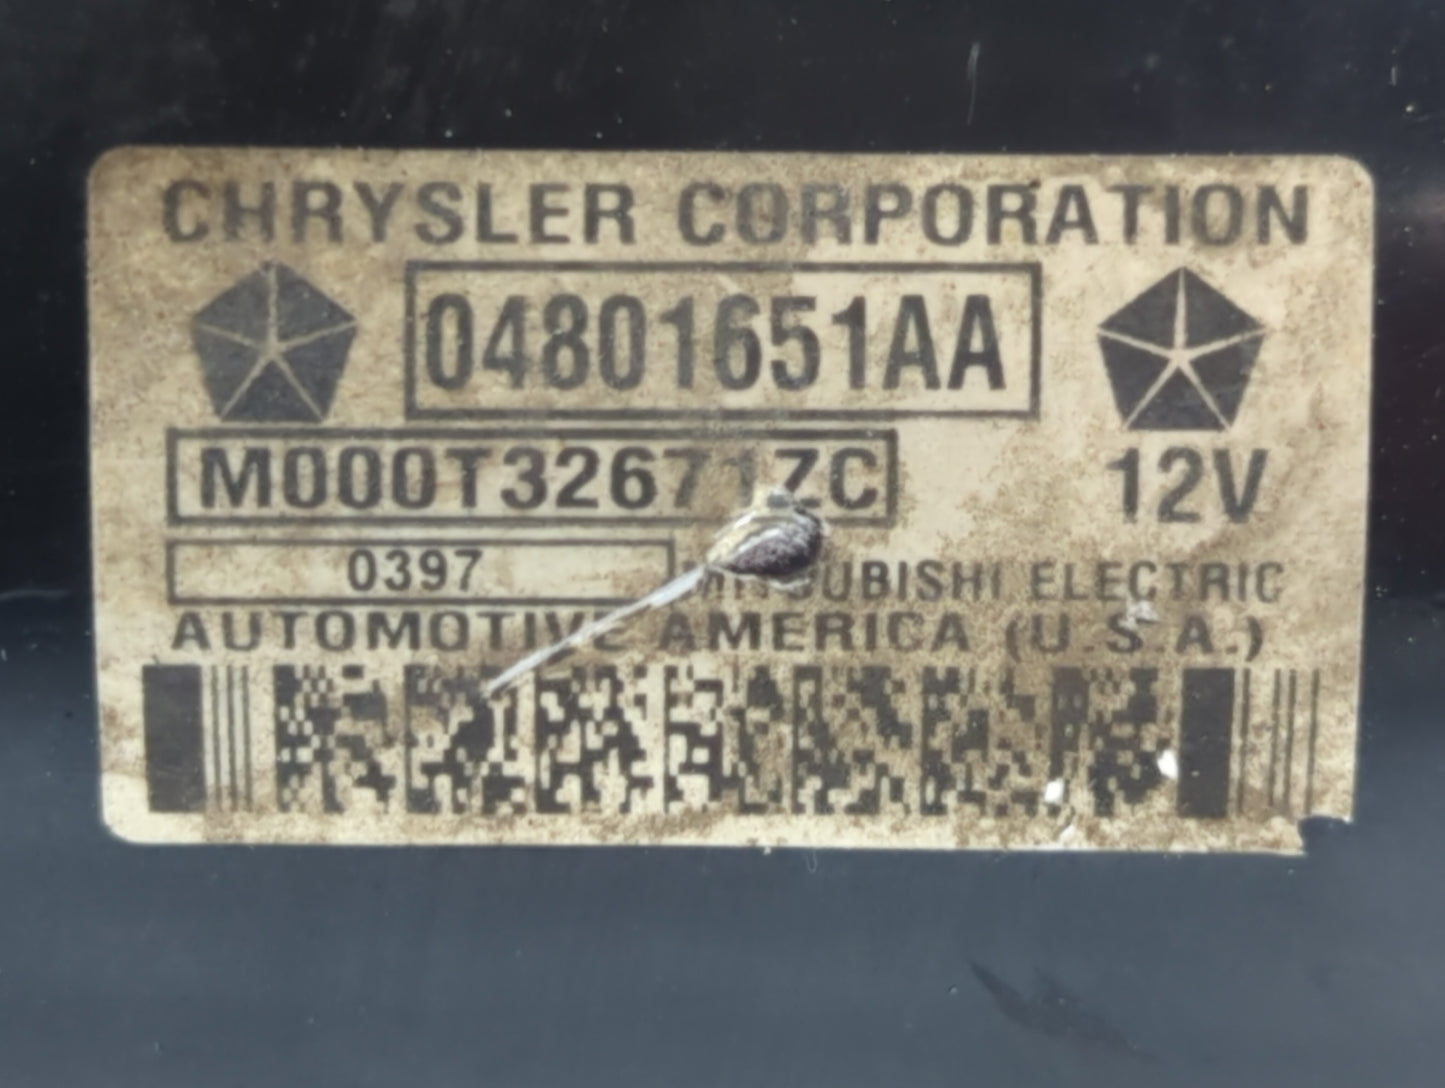 CHRYSLER CORPORATION
04801651AA
M000T32671ZC
12V
0397
MITSUBISHI ELECTRIC
AUTOMOTIVE AMERICA (U.S.A.)